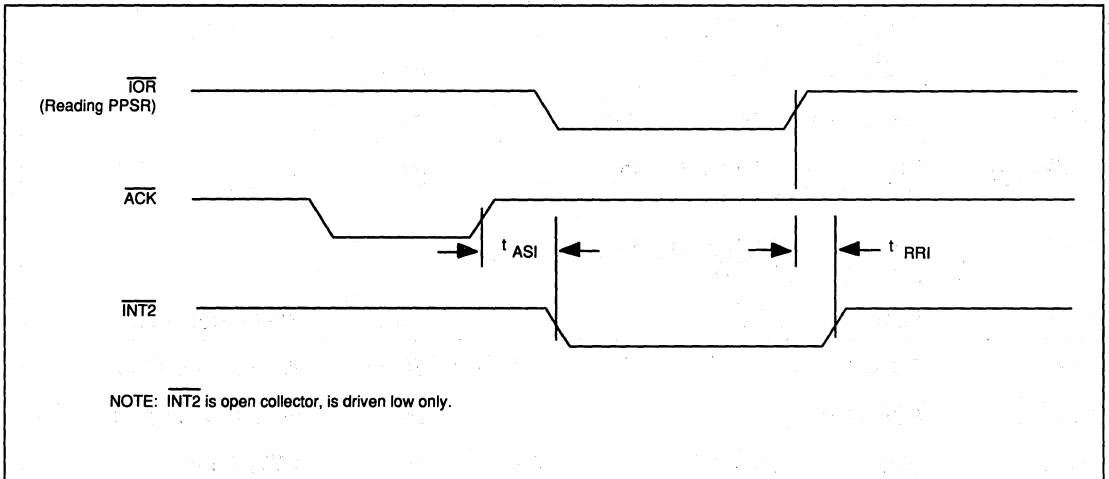 IOR
(Reading PPSR)
ACK
t ASI
t RRI
INT2
NOTE: INT2 is open collector, is driven low only.